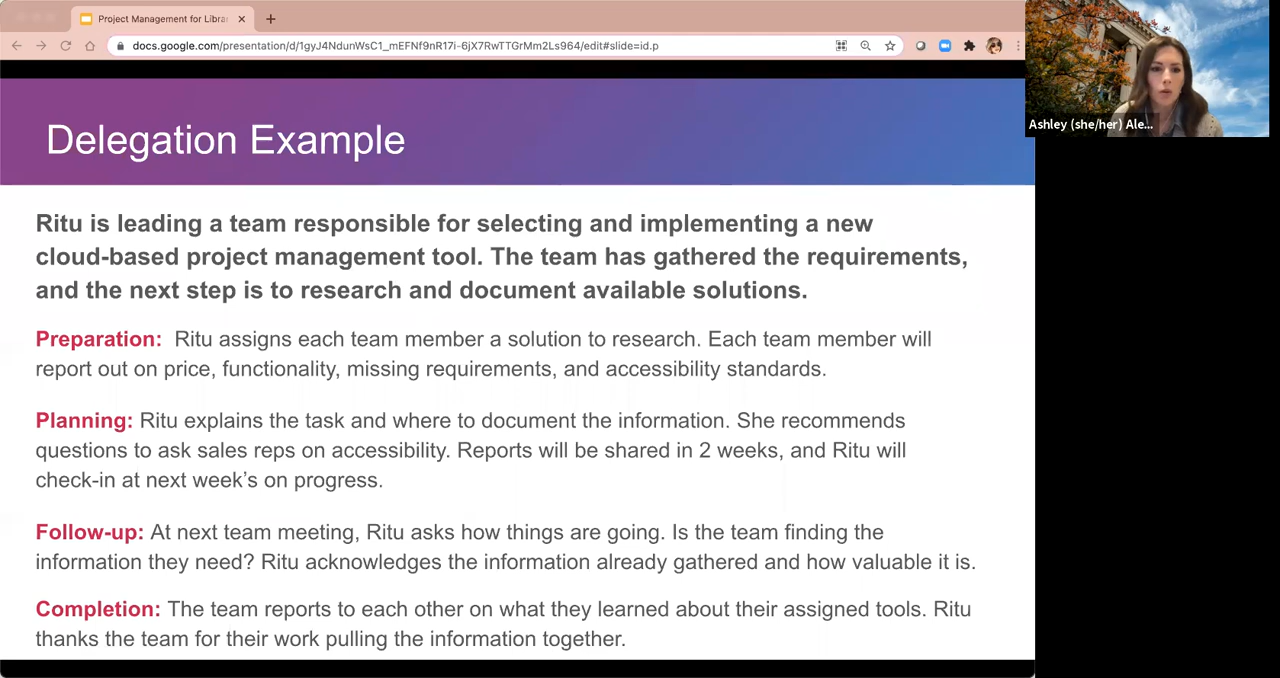 Project Management for Librar
docs.google.com/presentation/d/1gyJ4NdunWsC1_mEFNf9nR17i-6jX7RwTTGrMm2Ls964/edit#slide=id.p
Ashley (she/her) Ale...
Delegation Example
Ritu is leading a team responsible for selecting and implementing a new
cloud-based project management tool. The team has gathered the requirements,
and the next step is to research and document available solutions.
Preparation: Ritu assigns each team member a solution to research. Each team member will
report out on price, functionality, missing requirements, and accessibility standards.
Planning: Ritu explains the task and where to document the information. She recommends
questions to ask sales reps on accessibility. Reports will be shared in 2 weeks, and Ritu will
check-in at next week’s on progress.
Follow-up: At next team meeting, Ritu asks how things are going. Is the team finding the
information they need? Ritu acknowledges the information already gathered and how valuable it is.
Completion: The team reports to each other on what they learned about their assigned tools. Ritu
thanks the team for their work pulling the information together.